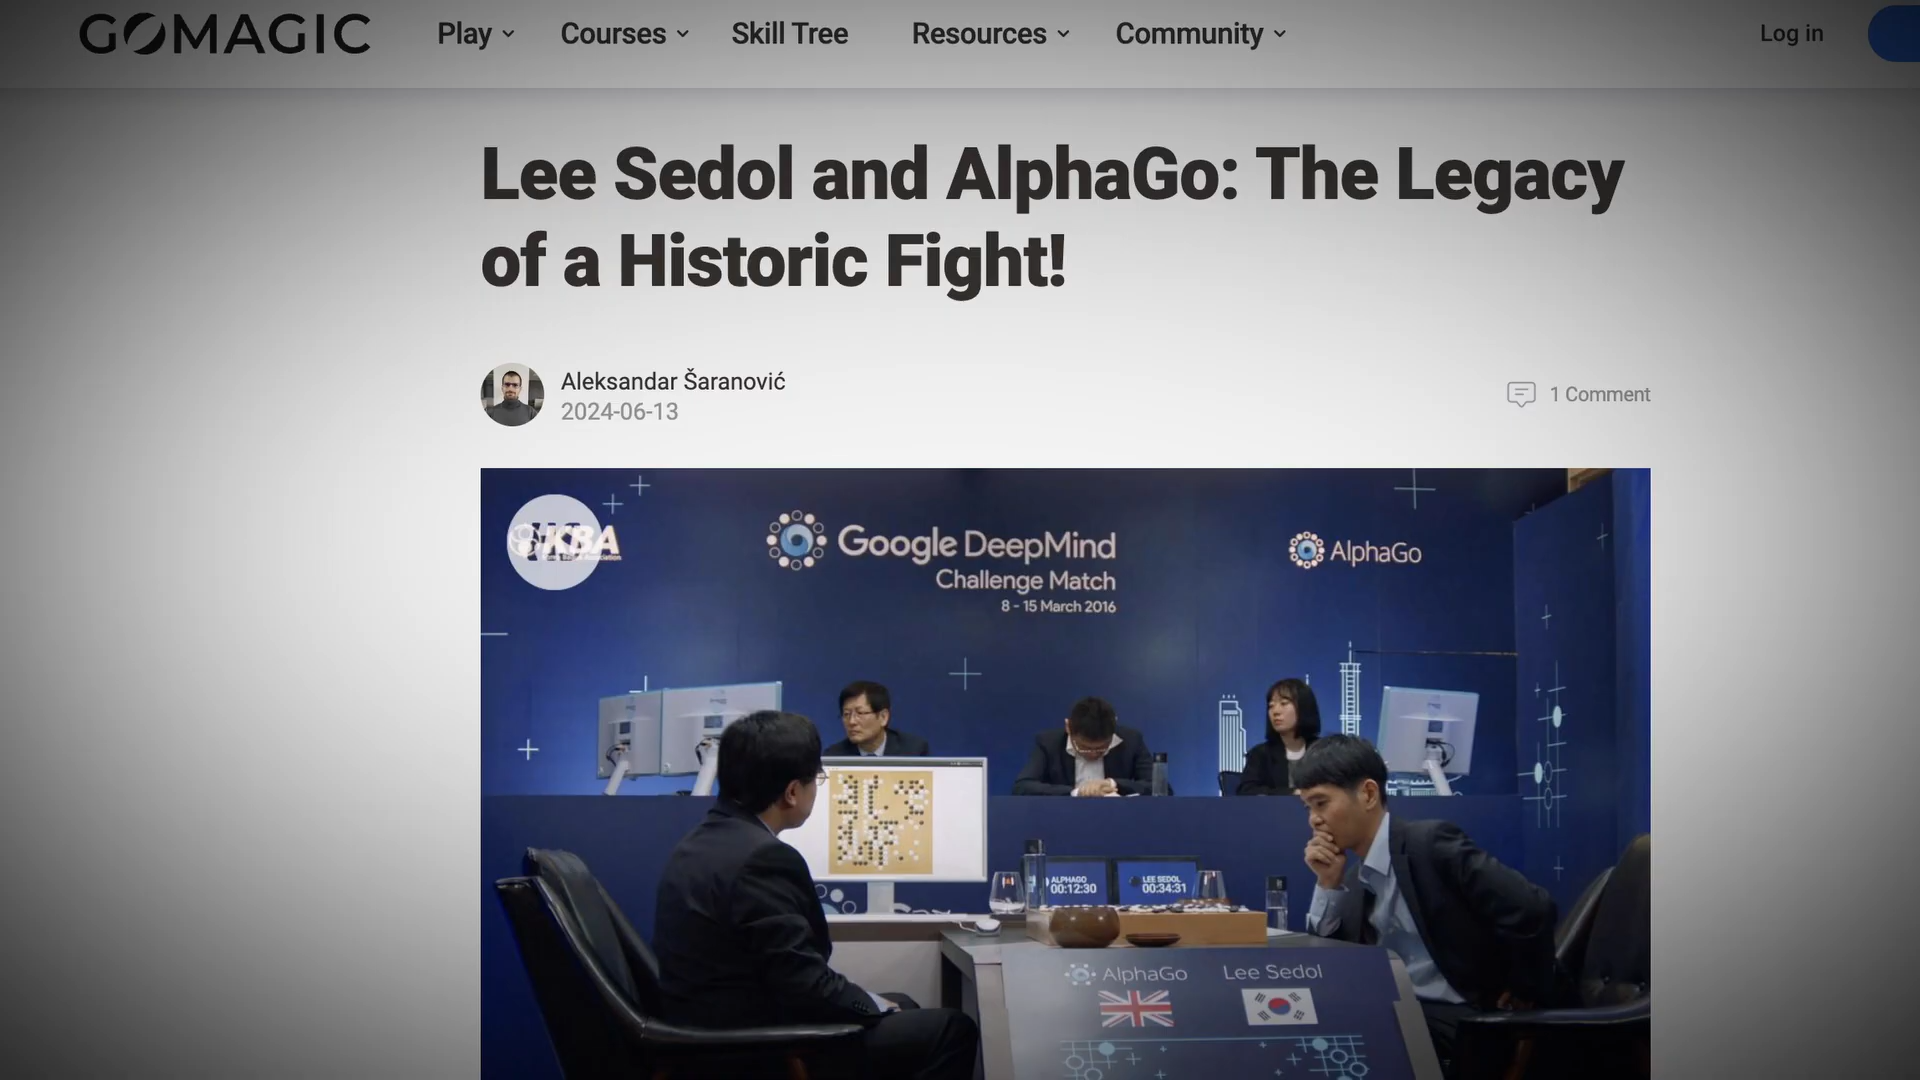 GOMAGIC
Play
Courses
Skill Tree
Resources
Community
Log in
Lee Sedol and AlphaGo: The Legacy
of a Historic Fight!
Aleksandar Šaranović
2024-06-13
1 Comment
KBA
Google DeepMind
Challenge Match
8 - 15 March 2016
AlphaGo
ALPHAGO
00:12:30
LEE SEDOL
00:34:31
AlphaGo
Lee Sedol